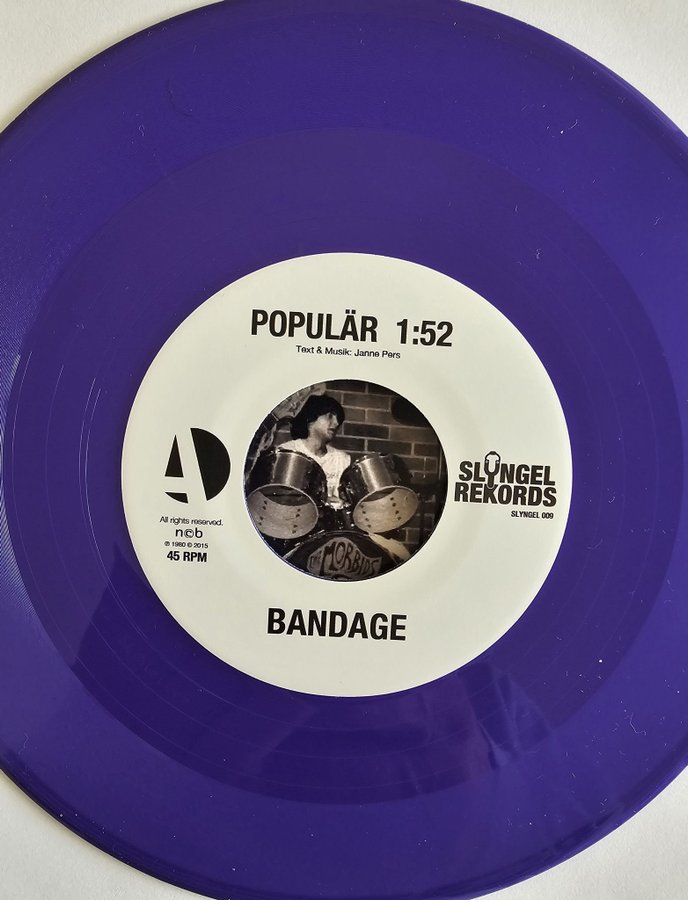 POPULÄR 1:52
Text & Musik: Janne Pers
A
All rights reserved.
n©b
℗ 1980 © 2015
45 RPM
SLYNGEL
REKORDS
SLYNGEL 009
THE MORBIDS
BANDAGE